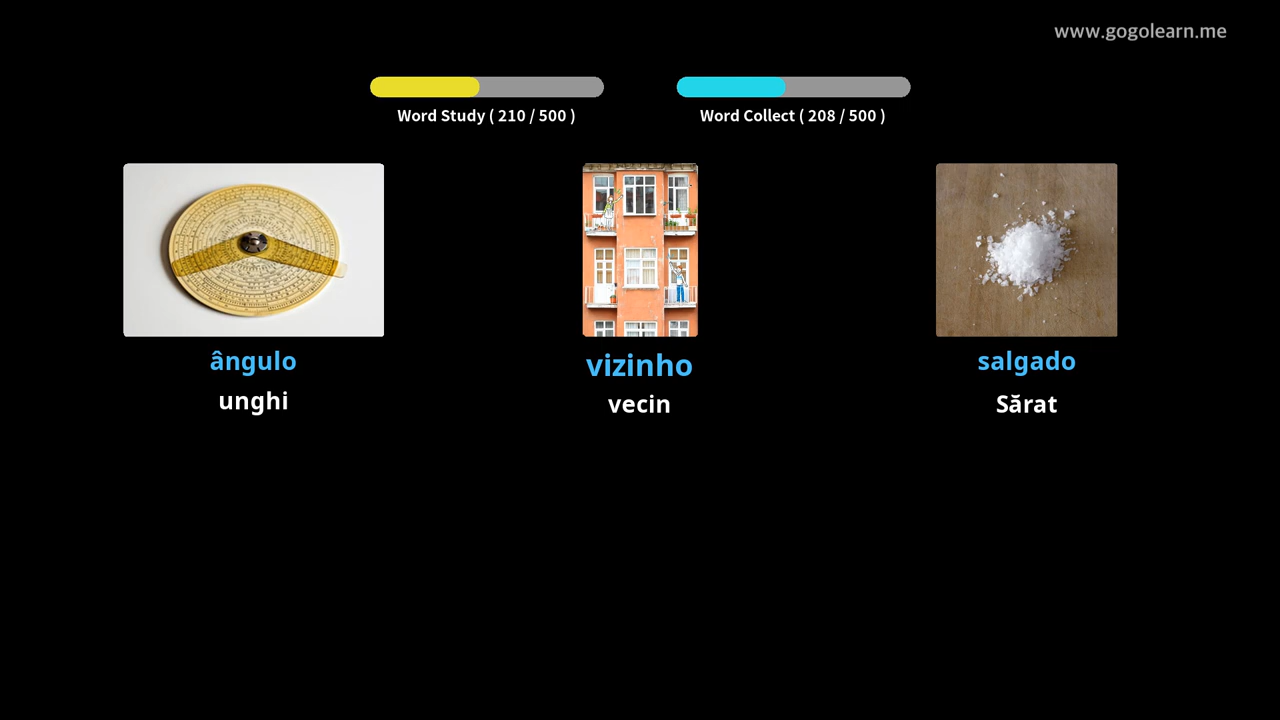 www.gogolearn.me
Word Study ( 210 / 500 )
Word Collect ( 208 / 500 )
ângulo
unghi
vizinho
vecin
salgado
Sărat